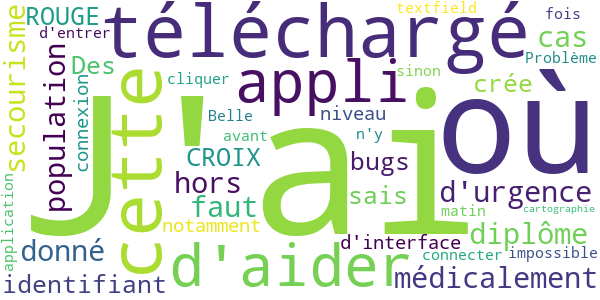 textfield
fois
ROUGE
d'entrer
téléchargé
cas
Problème
où
secourisme
population
connexion
Des
cette
cliquer
appli
sinon
crée
J'ai
Belle
niveau
avant
n'y
CROIX
bugs
hors
sais
d'urgence
faut
matin
cartographie
application
notamment
diplôme
donné
d'aider
d'interface
connecter
impossible
identifiant
médicalement